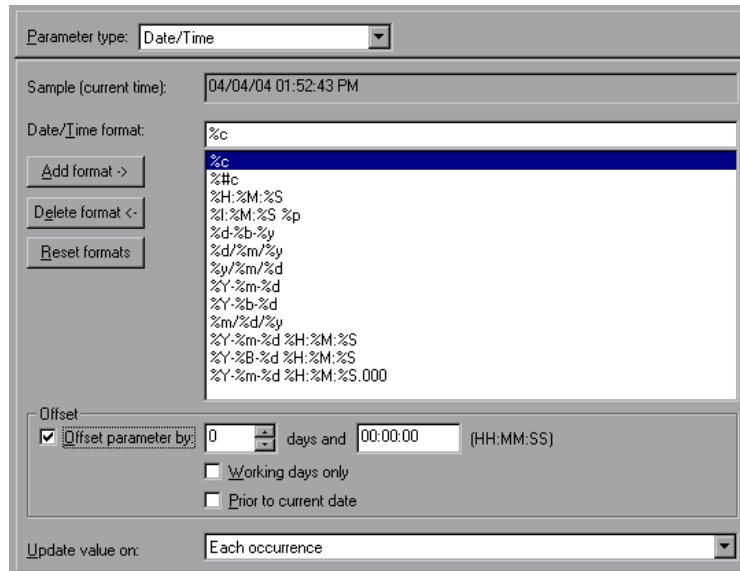 Parameter type: Date/Time
Sample (current time): 04/04/04 01:52:43 PM
Date/Time format: %c
Add format ->
Delete format <-
Reset formats
%c
%#c
%H:%M:%S
%I:%M:%S %p
%d-%b-%y
%d/%m/%y
%y/%m/%d
%Y-%m-%d
%Y-%b-%d
%m/%d/%y
%Y-%m-%d %H:%M:%S
%Y-%B-%d %H:%M:%S
%Y-%m-%d %H:%M:%S.000
Offset
Offset parameter by: 0 days and 00:00:00 (HH:MM:SS)
Working days only
Prior to current date
Update value on: Each occurrence